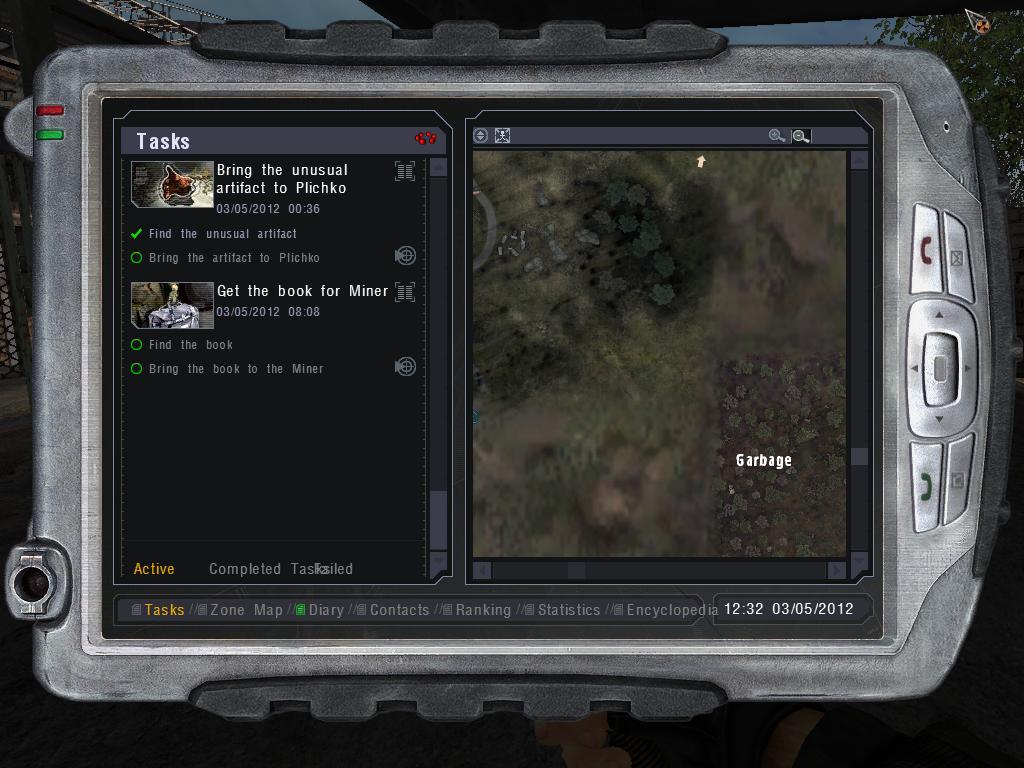 Tasks
Bring the unusual
artifact to Plichko
03/05/2012 00:36
Find the unusual artifact
Bring the artifact to Plichko
Get the book for Miner
03/05/2012 08:08
Find the book
Bring the book to the Miner
Active Completed Tasks Failed
Garbage
Tasks // Zone Map // Diary // Contacts // Ranking // Statistics // Encyclopedia
12:32 03/05/2012